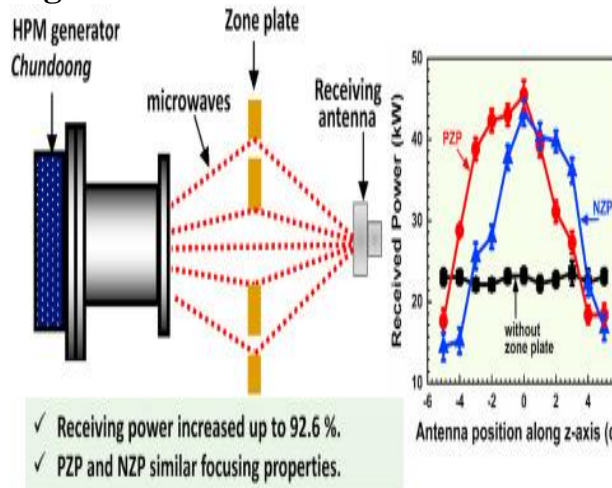 HPM generator
Chundoong
Zone plate
microwaves
Receiving
antenna
✓ Receiving power increased up to 92.6 %.
✓ PZP and NZP similar focusing properties.
Received Power (kW)
50
40
30
20
10
PZP
NZP
without
zone plate
-6 -4 -2 0 2 4
Antenna position along z-axis (c